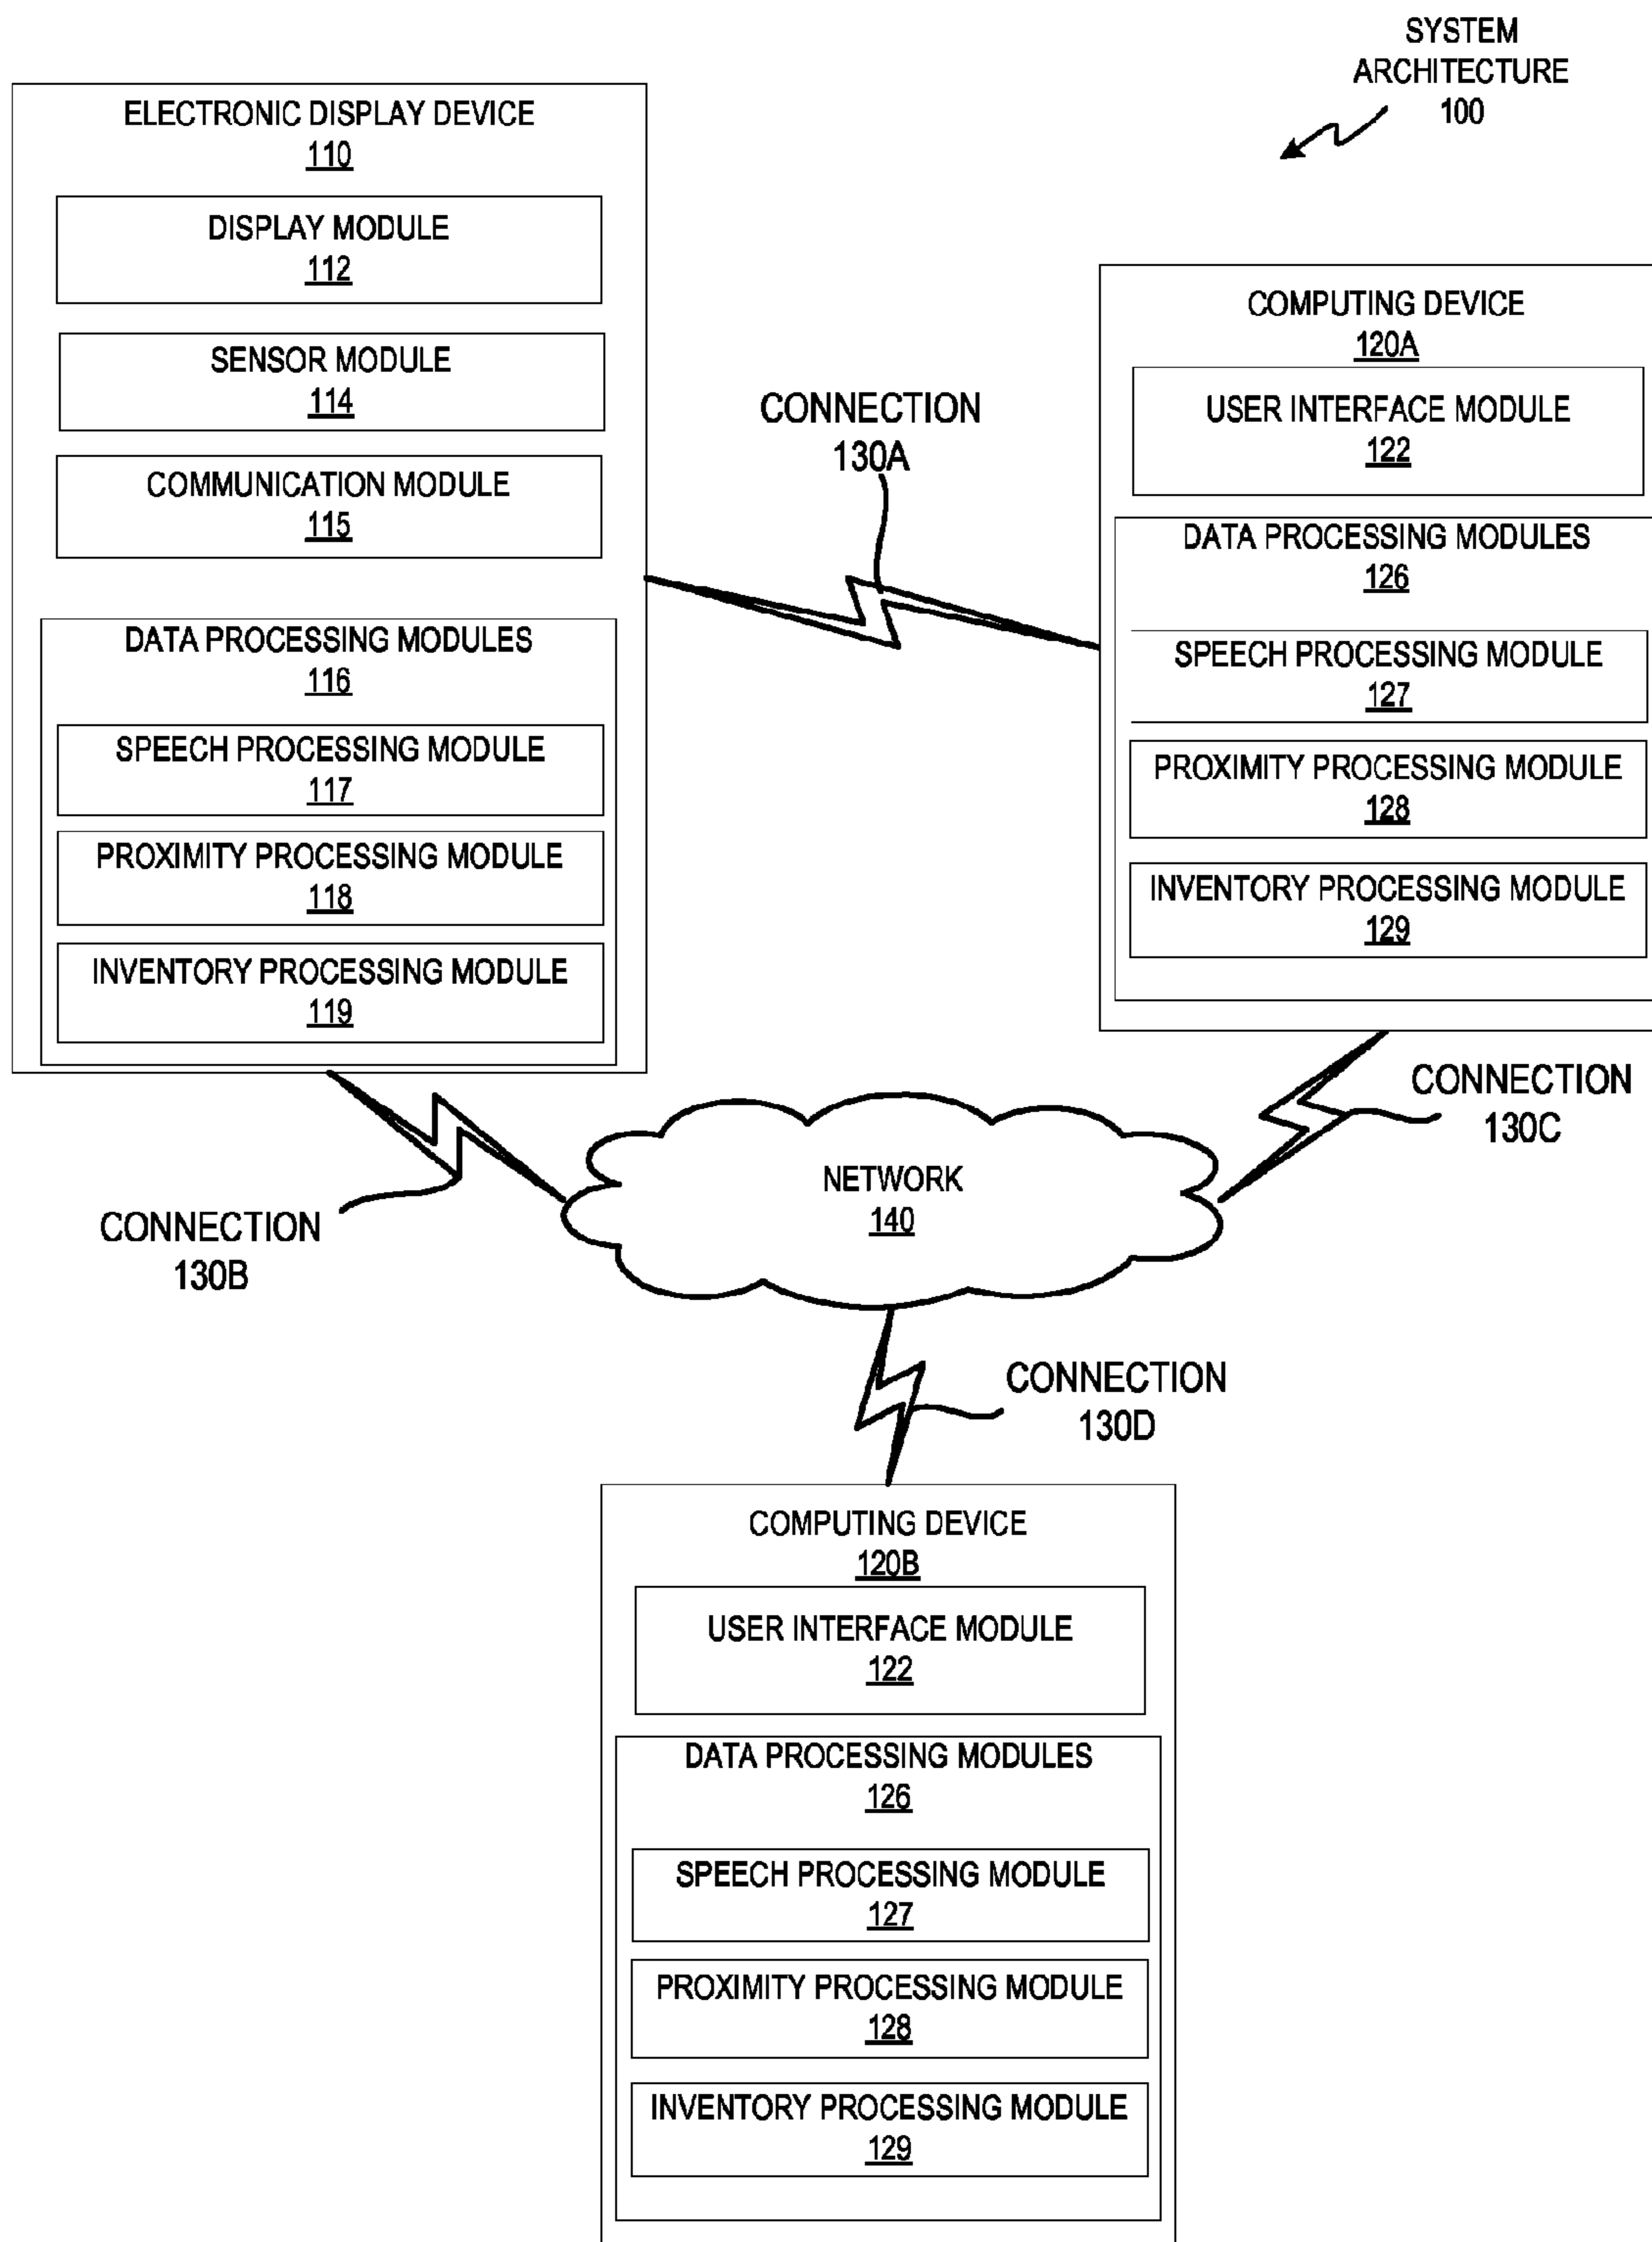 SYSTEM
ARCHITECTURE
100
ELECTRONIC DISPLAY DEVICE
110
DISPLAY MODULE
112
SENSOR MODULE
114
COMMUNICATION MODULE
115
DATA PROCESSING MODULES
116
SPEECH PROCESSING MODULE
117
PROXIMITY PROCESSING MODULE
118
INVENTORY PROCESSING MODULE
119
CONNECTION
130A
COMPUTING DEVICE
120A
USER INTERFACE MODULE
122
DATA PROCESSING MODULES
126
SPEECH PROCESSING MODULE
127
PROXIMITY PROCESSING MODULE
128
INVENTORY PROCESSING MODULE
129
CONNECTION
130B
NETWORK
140
CONNECTION
130C
CONNECTION
130D
COMPUTING DEVICE
120B
USER INTERFACE MODULE
122
DATA PROCESSING MODULES
126
SPEECH PROCESSING MODULE
127
PROXIMITY PROCESSING MODULE
128
INVENTORY PROCESSING MODULE
129